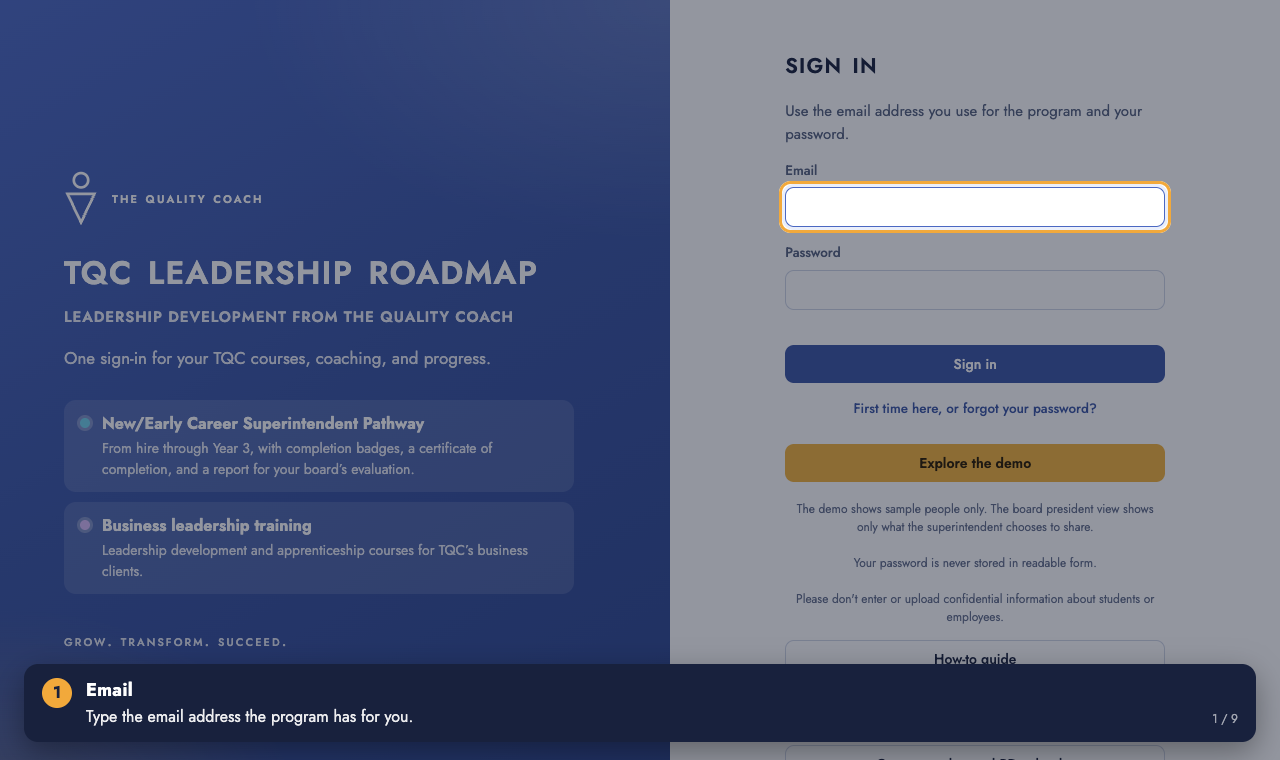 THE QUALITY COACH
TQC LEADERSHIP ROADMAP
LEADERSHIP DEVELOPMENT FROM THE QUALITY COACH
One sign-in for your TQC courses, coaching, and progress.
New/Early Career Superintendent Pathway
From hire through Year 3, with completion badges, a certificate of
completion, and a report for your board's evaluation.
Business leadership training
Leadership development and apprenticeship courses for TQC's business
clients.
GROW. TRANSFORM. SUCCEED.
SIGN IN
Use the email address you use for the program and your
password.
Email
Password
Sign in
First time here, or forgot your password?
Explore the demo
The demo shows sample people only. The board president view shows
only what the superintendent chooses to share.
Your password is never stored in readable form.
Please don't enter or upload confidential information about students or
employees.
How-to guide
1
Email
Type the email address the program has for you.
1 / 9